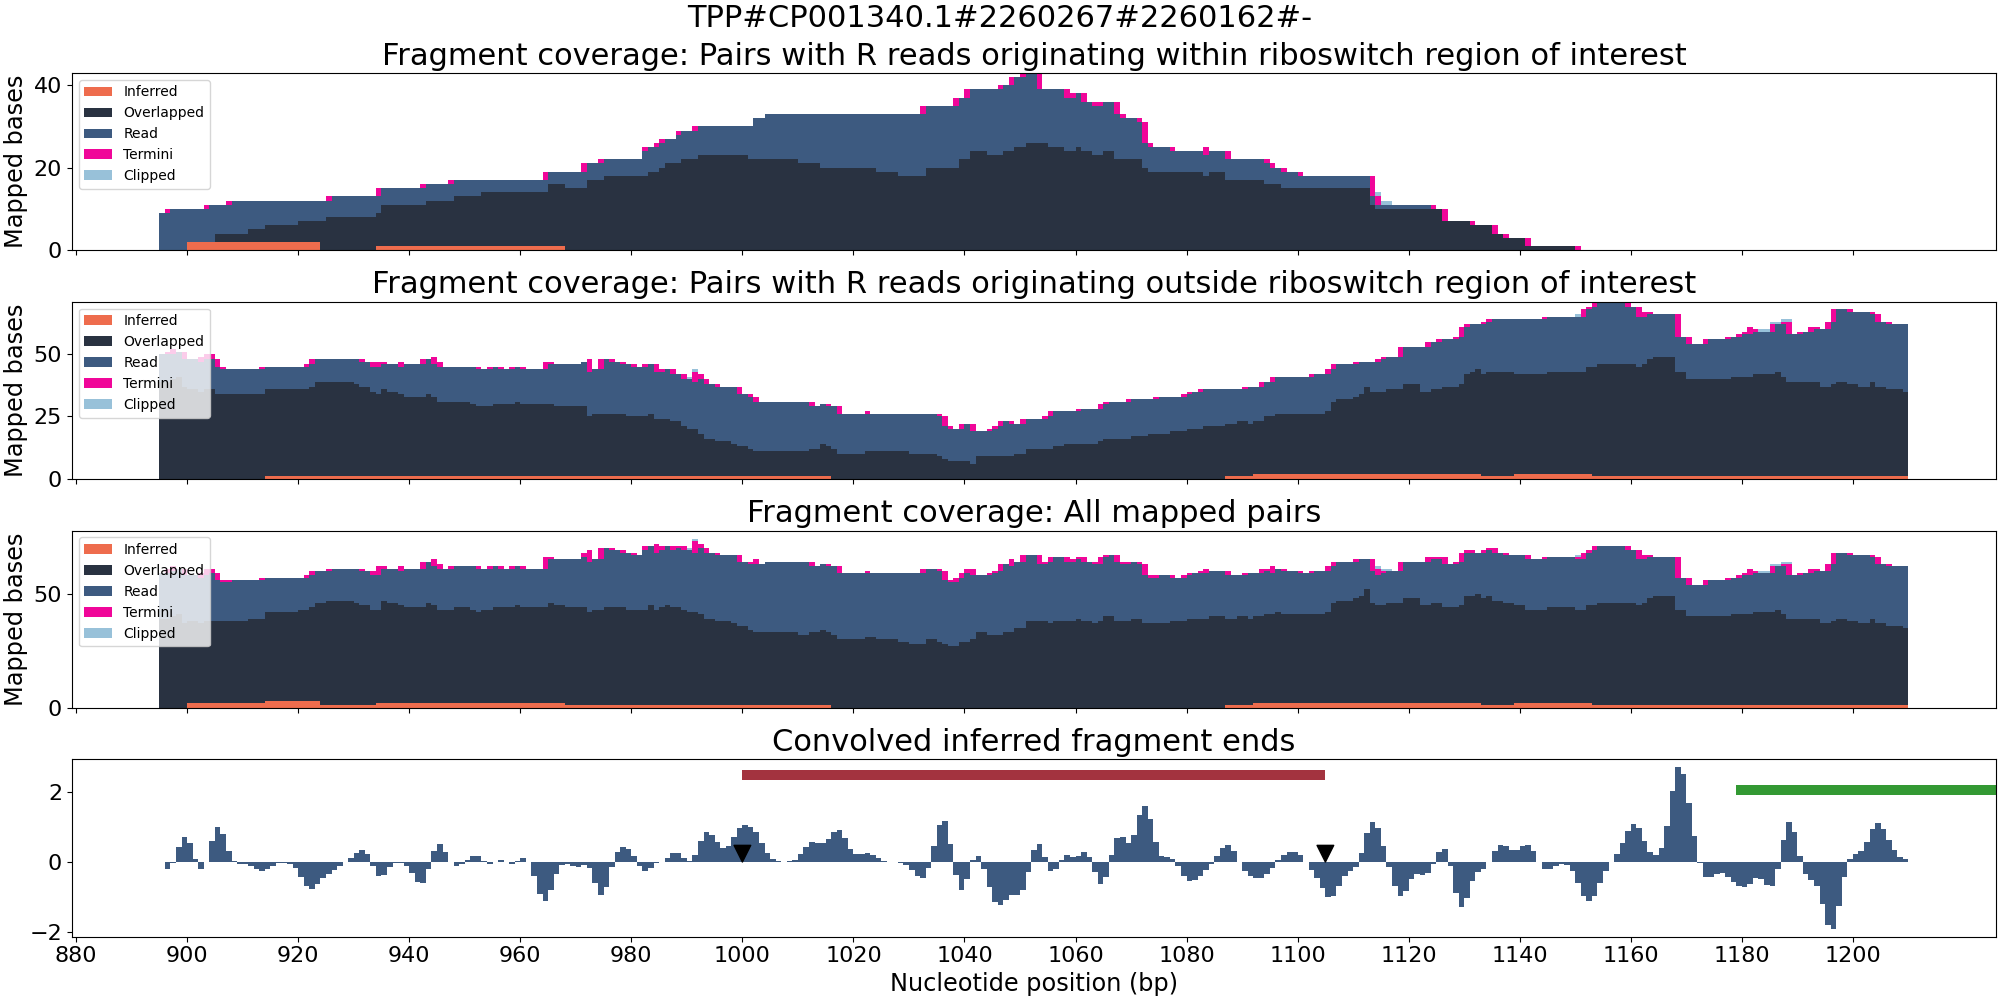 TPP#CP001340.1#2260267#2260162#-
Fragment coverage: Pairs with R reads originating within riboswitch region of interest
Mapped bases
40
20
0
Inferred
Overlapped
Read
Termini
Clipped
Fragment coverage: Pairs with R reads originating outside riboswitch region of interest
Mapped bases
50
25
0
Inferred
Overlapped
Read
Termini
Clipped
Fragment coverage: All mapped pairs
Mapped bases
50
0
Inferred
Overlapped
Read
Termini
Clipped
Convolved inferred fragment ends
2
0
−2
880 900 920 940 960 980 1000 1020 1040 1060 1080 1100 1120 1140 1160 1180 1200
Nucleotide position (bp)